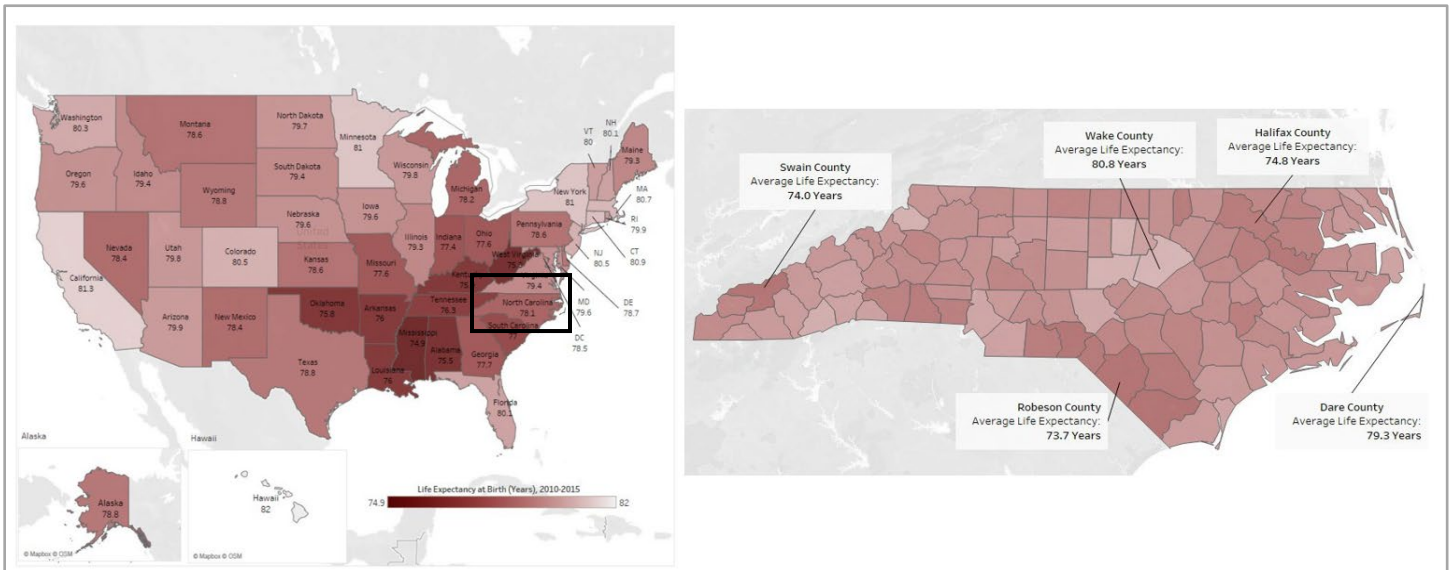 Washington
80.3
Montana
78.6
North Dakota
79.7
Minnesota
81
VT
80
NH
80.1
Maine
79.3
Oregon
79.6
Idaho
79.4
Wyoming
78.8
South Dakota
79.4
Wisconsin
79.8
Michigan
78.2
New York
81
MA
80.7
RI
79.9
CT
80.9
NJ
80.5
Nevada
78.4
Utah
79.8
Colorado
80.5
Nebraska
79.6
United
States
Kansas
78.6
Iowa
79.6
Illinois
79.3
Missouri
77.6
Indiana
77.4
Ohio
77.6
Pennsylvania
78.6
West Virginia
79.4
DE
78.7
MD
79.6
DC
78.5
California
81.3
Arizona
79.9
New Mexico
78.4
Oklahoma
75.8
Arkansas
76
Tennessee
76.3
North Carolina
78.1
South Carolina
Texas
78.8
Louisiana
76
Mississippi
74.9
Alabama
75.5
Georgia
77.7
Florida
80.1
Alaska
Alaska
78.8
© Mapbox © OSM
Hawaii
Hawaii
82
© Mapbox © OSM
Life Expectancy at Birth (Years), 2010-2015
74.9
82
Swain County
Average Life Expectancy:
74.0 Years
Wake County
Average Life Expectancy:
80.8 Years
Halifax County
Average Life Expectancy:
74.8 Years
Robeson County
Average Life Expectancy:
73.7 Years
Dare County
Average Life Expectancy:
79.3 Years